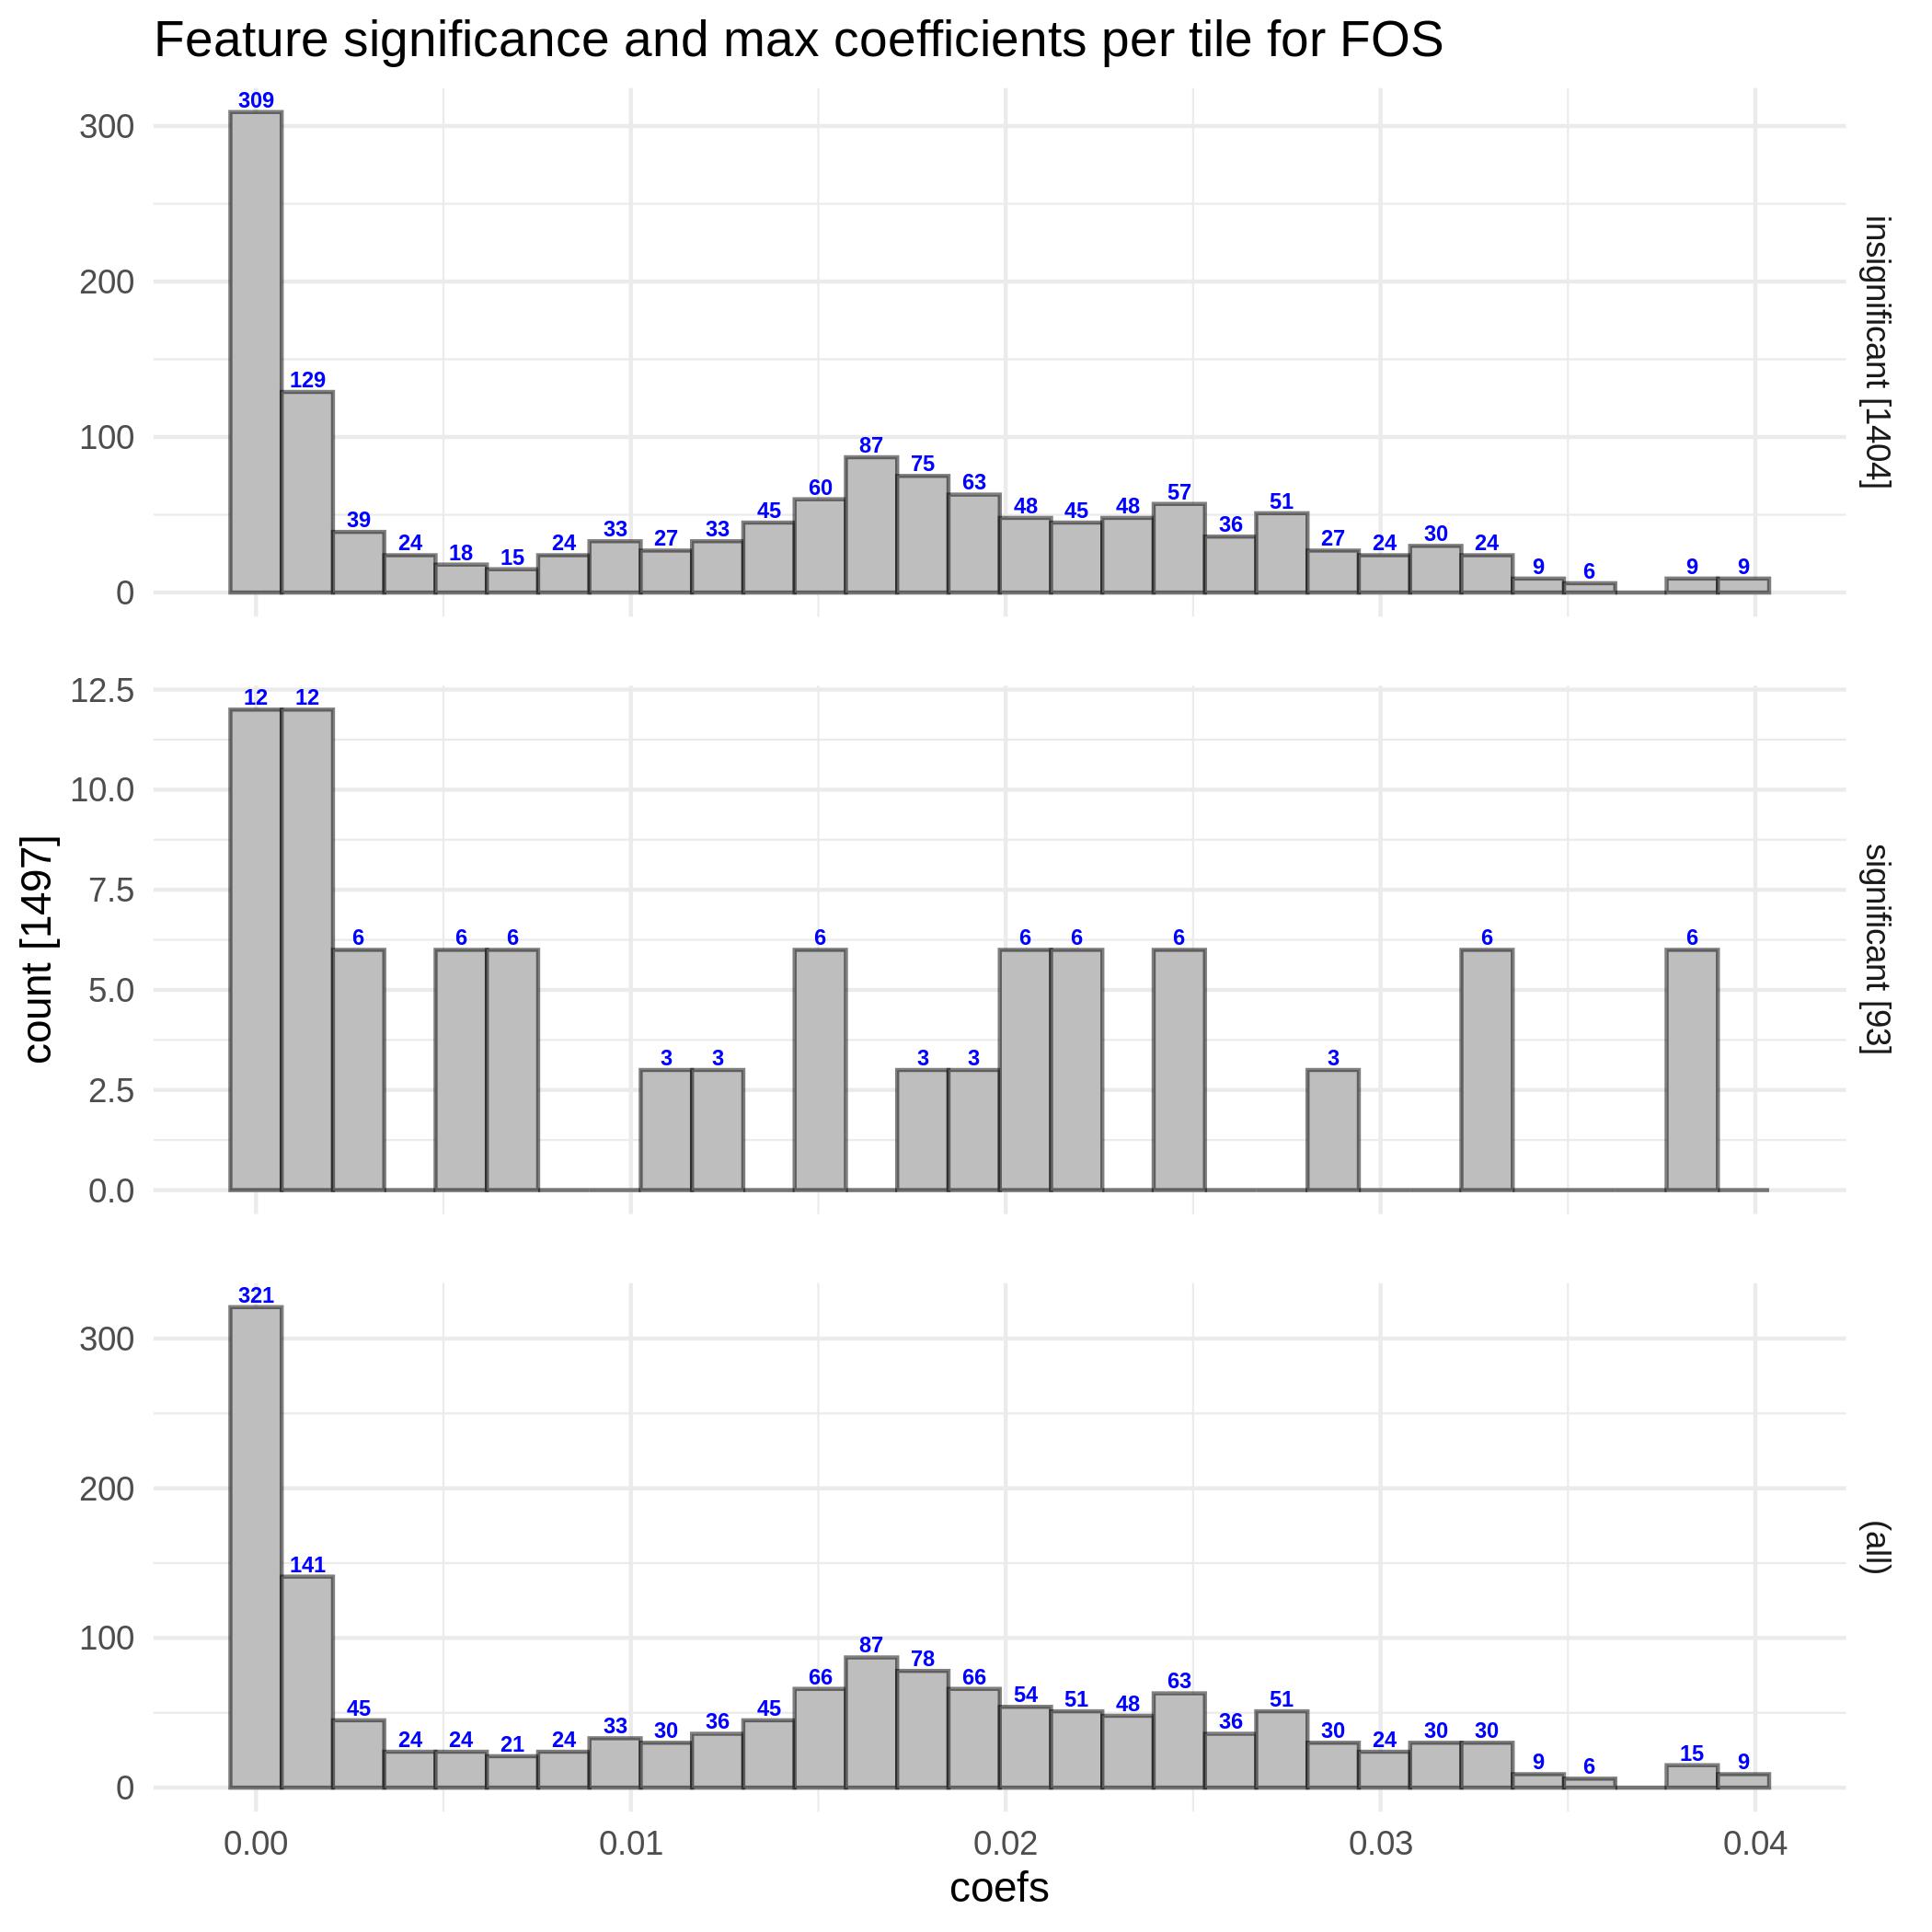 Feature significance and max coefficients per tile for FOS
300
200
100
0
309 129 39 24 18 15 24 33 27 33 45 60 87 75 63 48 45 48 57 36 51 27 24 30 24 9 6 9 9
insignificant [1404]
count [1497]
12.5
10.0
7.5
5.0
2.5
0.0
12 12 6 6 6 3 3 6 3 3 6 6 6 3 6 6
significant [93]
300
200
100
0
321 141 45 24 24 21 24 33 30 36 45 66 87 78 66 54 51 48 63 36 51 30 24 30 30 9 6 15 9
(all)
0.00 0.01 0.02 0.03 0.04
coefs